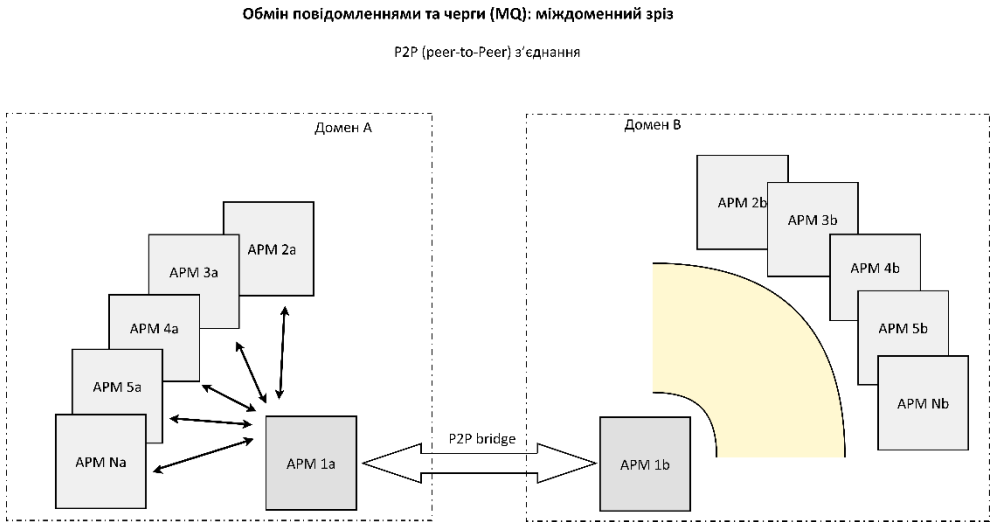 Обмін повідомленнями та черги (MQ): міждоменний зріз
P2P (peer-to-Peer) з’єднання
Домен А
Домен В
АРМ 2a
АРМ 3a
АРМ 4a
АРМ 5a
АРМ Na
АРМ 1a
P2P bridge
АРМ 1b
АРМ 2b
АРМ 3b
АРМ 4b
АРМ 5b
АРМ Nb